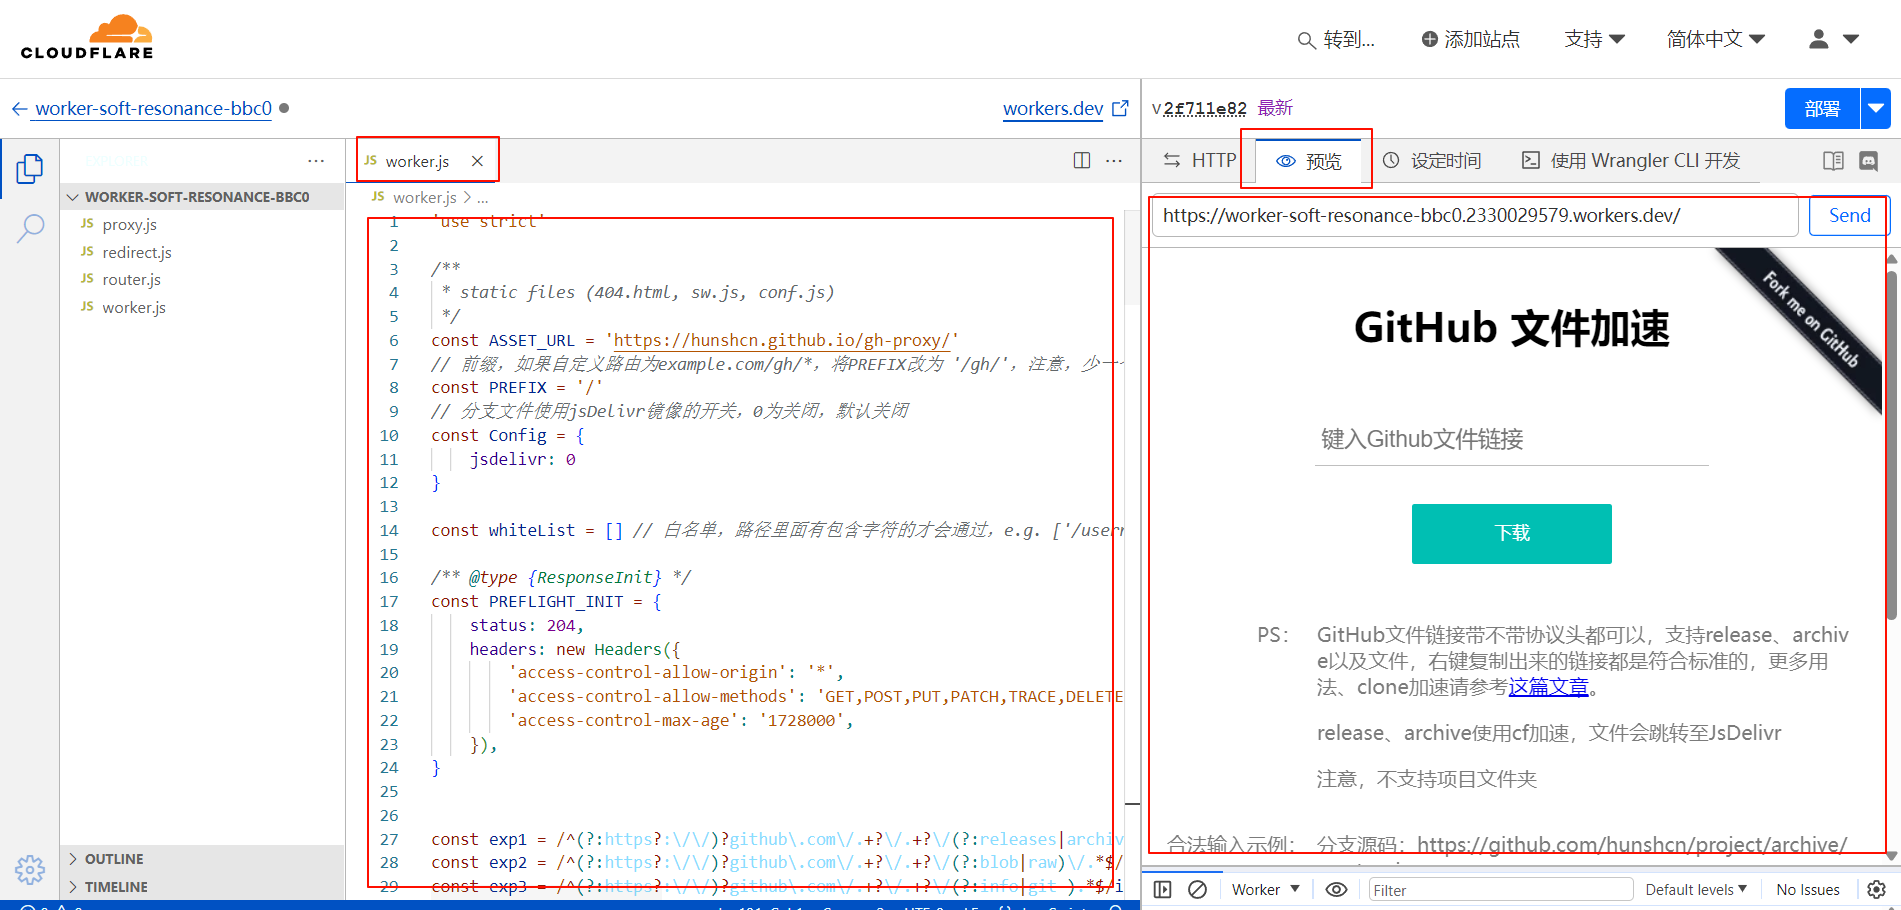 CLOUDFLARE
转到...
添加站点
支持
简体中文
worker-soft-resonance-bbc0
workers.dev
v2f711e82 最新
部署
worker.js
HTTP
预览
设定时间
使用 Wrangler CLI 开发
WORKER-SOFT-RESONANCE-BBC0
JS proxy.js
JS redirect.js
JS router.js
JS worker.js
OUTLINE
TIMELINE
JS worker.js
JS worker.js > ...
1 'use strict'
2
3 /**
4 * static files (404.html, sw.js, conf.js)
5 */
6 const ASSET_URL = 'https://hunshcn.github.io/gh-proxy/'
7 // 前缀，如果自定义路由为example.com/gh/*，将PREFIX改为 '/gh/'，注意，少一个
8 const PREFIX = '/'
9 // 分支文件使用jsDelivr镜像的开关，0为关闭，默认关闭
10 const Config = {
11 jsdelivr: 0
12 }
13
14 const whiteList = [] // 白名单，路径里面有包含字符的才会通过，e.g. ['/usern
15
16 /** @type {ResponseInit} */
17 const PREFLIGHT_INIT = {
18 status: 204,
19 headers: new Headers({
20 'access-control-allow-origin': '*',
21 'access-control-allow-methods': 'GET,POST,PUT,PATCH,TRACE,DELETE
22 'access-control-max-age': '1728000',
23 }),
24 }
25
26
27 const exp1 = /^(?:https?:\/\/)?github\.com\/.+?\/.+?\/(?:releases|archiv
28 const exp2 = /^(?:https?:\/\/)?github\.com\/.+?\/.+?\/(?:blob|raw)\/.*$/
29 const exp3 = /^(?:https?:\/\/)?github\.com\/.+?\/.+?\/(?:info|git-).*$/i
https://worker-soft-resonance-bbc0.2330029579.workers.dev/
Send
Fork me on GitHub
GitHub 文件加速
键入Github文件链接
下载
PS： GitHub文件链接带不带协议头都可以，支持release、archiv
e以及文件，右键复制出来的链接都是符合标准的，更多用
法、clone加速请参考这篇文章。
release、archive使用cf加速，文件会跳转至JsDelivr
注意，不支持项目文件夹
合法输入示例： 分支源码：https://github.com/hunshcn/project/archive/
Worker
Filter
Default levels
No Issues